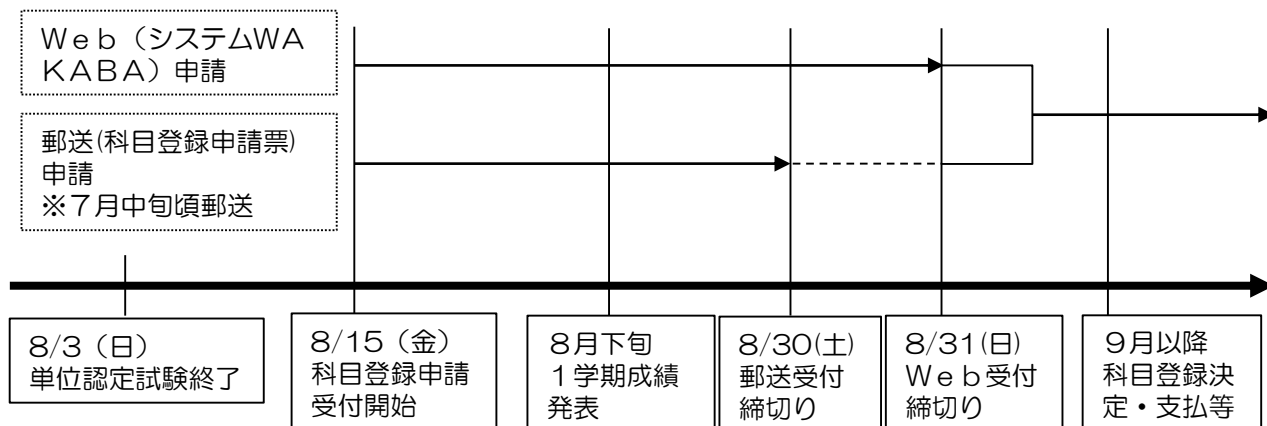 Ｗｅｂ（システムＷＡ
ＫＡＢＡ）申請
郵送(科目登録申請票)
申請
※７月中旬頃郵送
8/3（日）
単位認定試験終了
8/15（金）
科目登録申請
受付開始
８月下旬
１学期成績
発表
8/30(土)
郵送受付
締切り
8/31(日)
Ｗｅｂ受付
締切り
９月以降
科目登録決
定・支払等